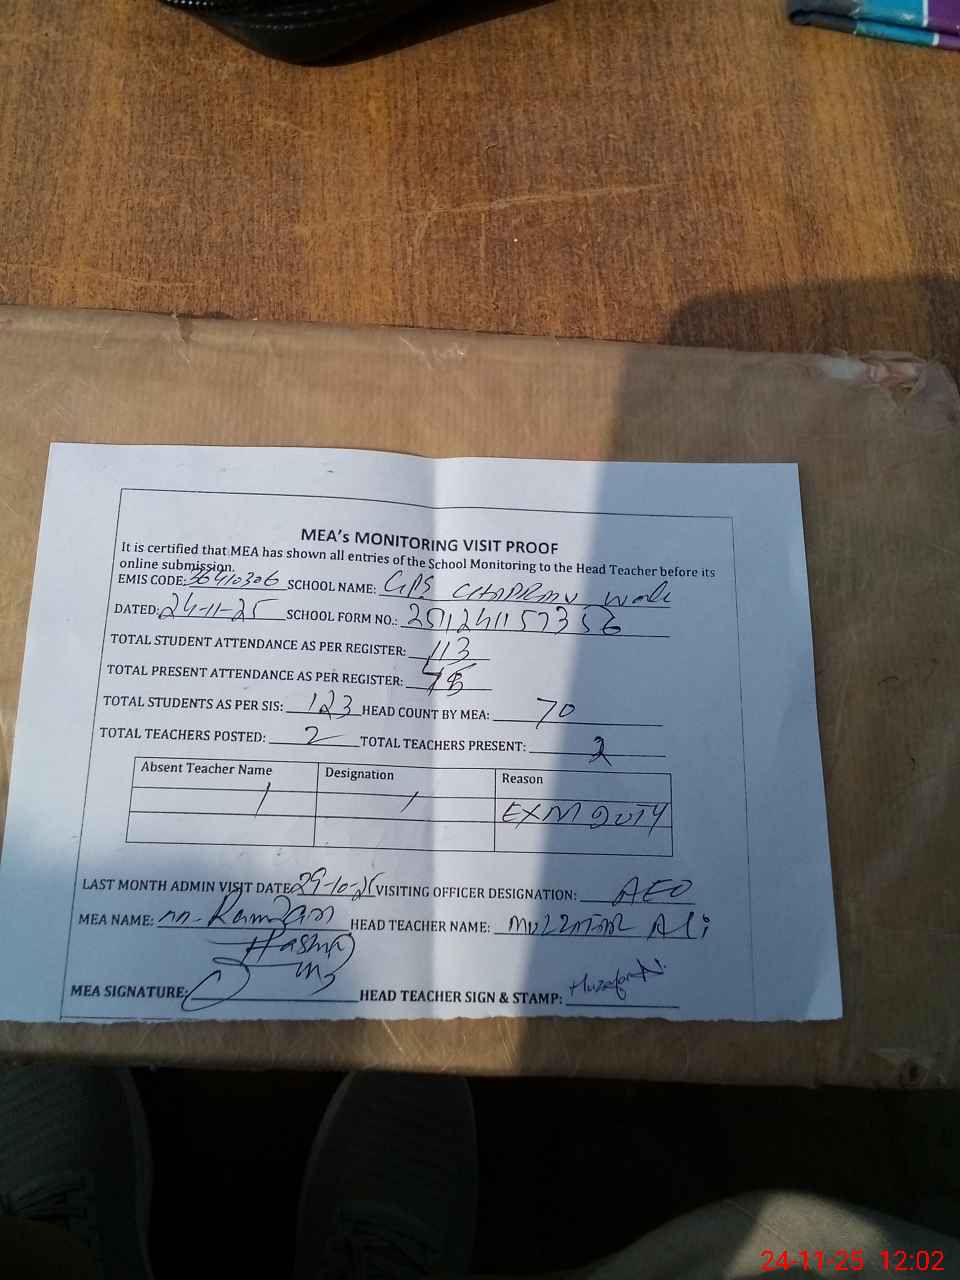 MEA's MONITORING VISIT PROOF
It is certified that MEA has shown all entries of the School Monitoring to the Head Teacher before its
online submission.
EMIS CODE: 36410306 SCHOOL NAME: GPS
DATED: 24-11-25 SCHOOL FORM NO.:
TOTAL STUDENT ATTENDANCE AS PER REGISTER: 113
TOTAL PRESENT ATTENDANCE AS PER REGISTER:
TOTAL STUDENTS AS PER SIS: 123 HEAD COUNT BY MEA: 70
TOTAL TEACHERS POSTED: 2 TOTAL TEACHERS PRESENT: 2
Absent Teacher Name Designation Reason
/ / EXM DUTY
LAST MONTH ADMIN VISIT DATE 29-10-25 VISITING OFFICER DESIGNATION: AEO
MEA NAME: HEAD TEACHER NAME: Ali
MEA SIGNATURE: HEAD TEACHER SIGN & STAMP:
24-11-25 12:02